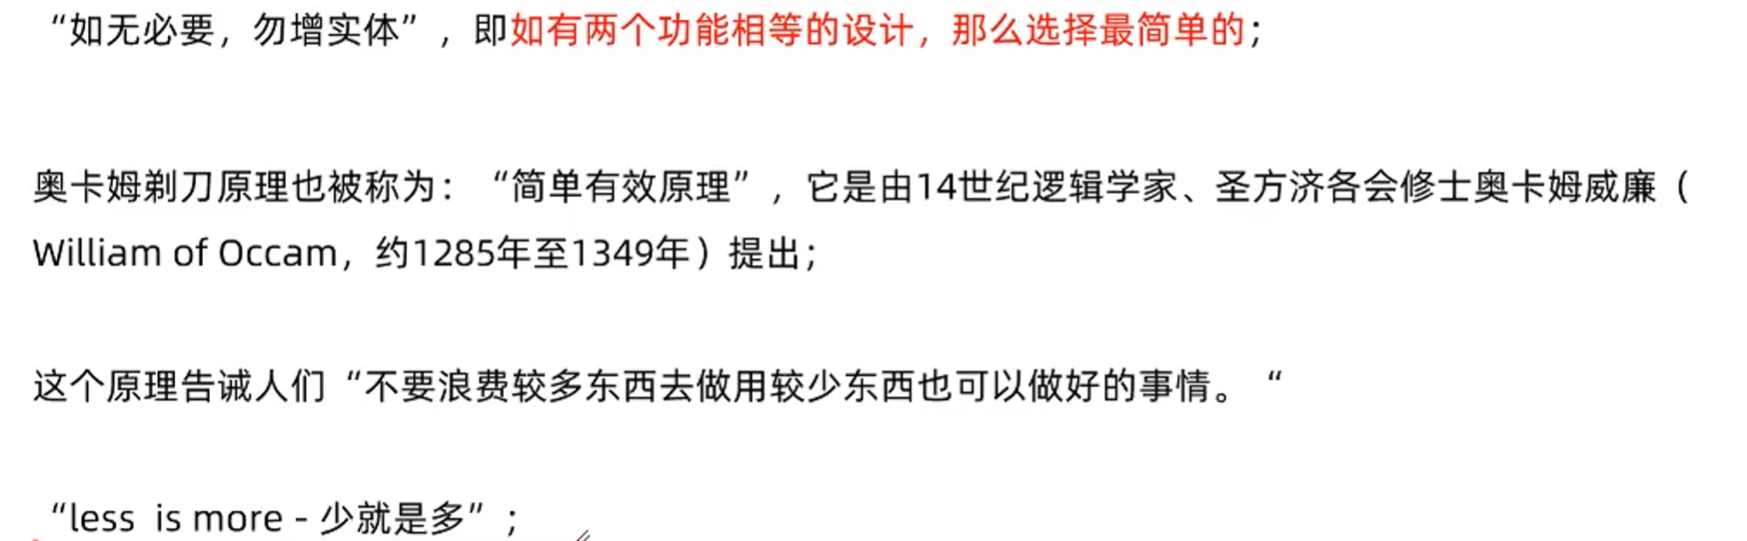 “如无必要，勿增实体”，即如有两个功能相等的设计，那么选择最简单的；
奥卡姆剃刀原理也被称为：“简单有效原理”，它是由14世纪逻辑学家、圣方济各会修士奥卡姆威廉（
William of Occam，约1285年至1349年）提出；
这个原理告诫人们“不要浪费较多东西去做用较少东西也可以做好的事情。“
“less  is more - 少就是多”；